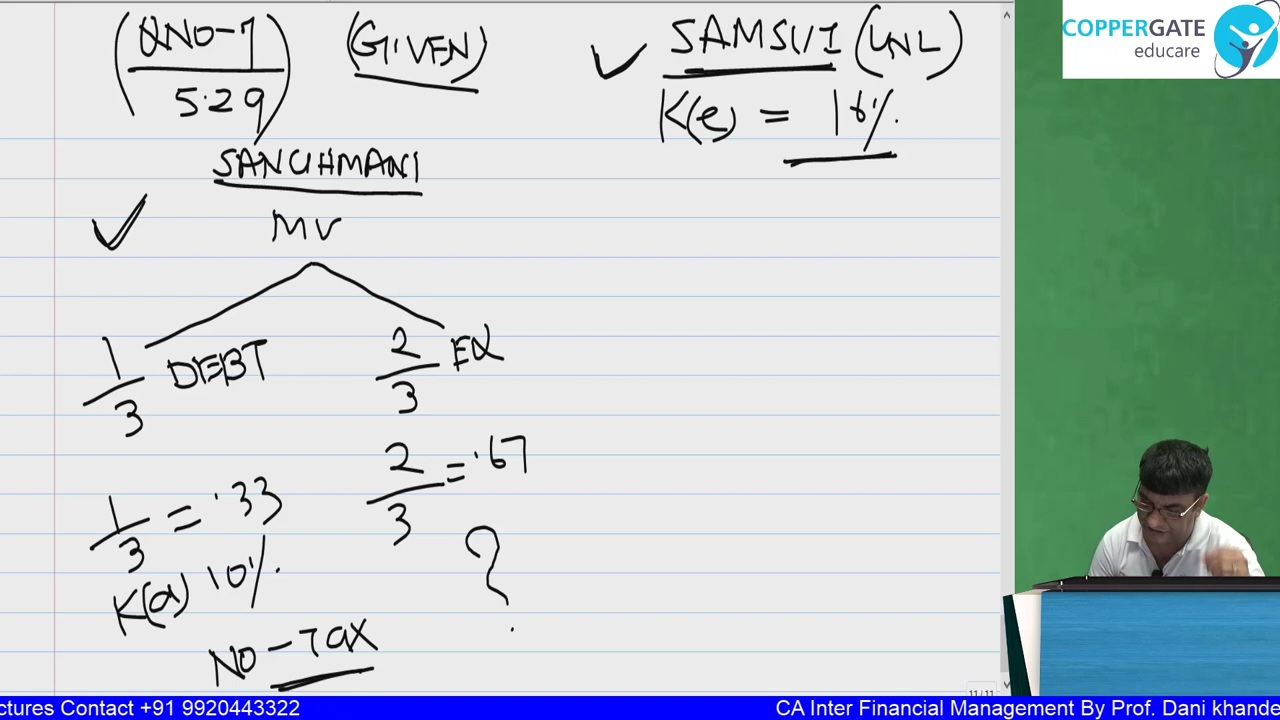 (QNO-7
5.29)
(GIVEN)
SAMSUI (UNL)
K(e) = 16%
SANCHMANI
MV
1/3 DEBT
2/3 EQ
1/3 = .33
2/3 = .67
K(d) 10%
?
NO-TAX
COPPERGATE
educare
11/11
ctures Contact +91 9920443322
CA Inter Financial Management By Prof. Dani khande